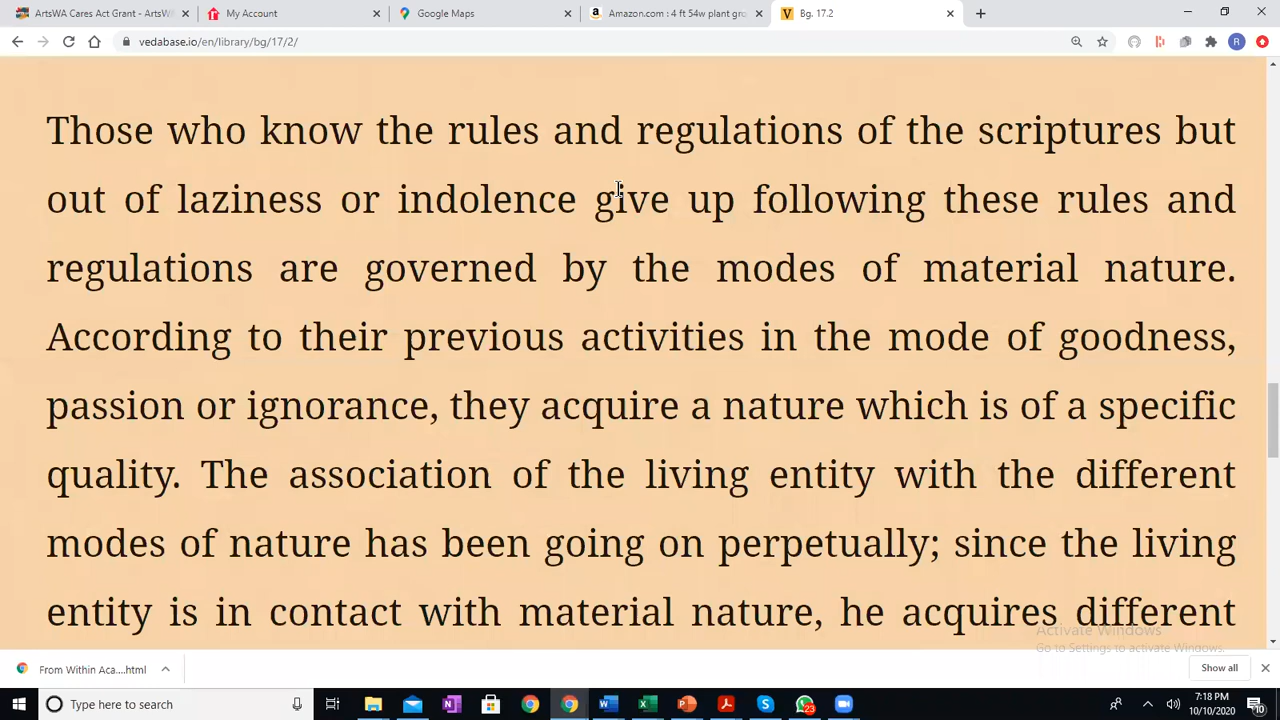 ArtsWA Cares Act Grant - ArtsW
My Account
Google Maps
Amazon.com : 4 ft 54w plant gro
Bg. 17.2
vedabase.io/en/library/bg/17/2/
R
Those who know the rules and regulations of the scriptures but
out of laziness or indolence give up following these rules and
regulations are governed by the modes of material nature.
According to their previous activities in the mode of goodness,
passion or ignorance, they acquire a nature which is of a specific
quality. The association of the living entity with the different
modes of nature has been going on perpetually; since the living
entity is in contact with material nature, he acquires different
Activate Windows
Go to Settings to activate Windows.
From Within Aca....html
Show all
Type here to search
23
7:18 PM
10/10/2020
10